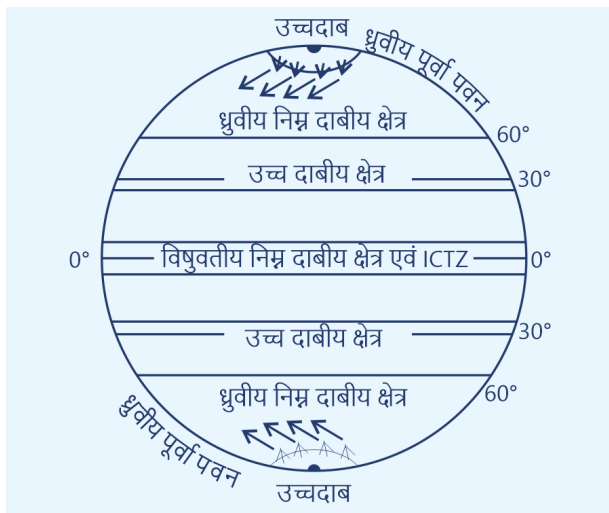 उच्चदाब
ध्रुवीय पूर्वा पवन
ध्रुवीय निम्न दाबीय क्षेत्र
60°
उच्च दाबीय क्षेत्र
30°
0°
विषुवतीय निम्न दाबीय क्षेत्र एवं ICTZ
0°
उच्च दाबीय क्षेत्र
30°
ध्रुवीय निम्न दाबीय क्षेत्र
60°
ध्रुवीय पूर्वा पवन
उच्चदाब